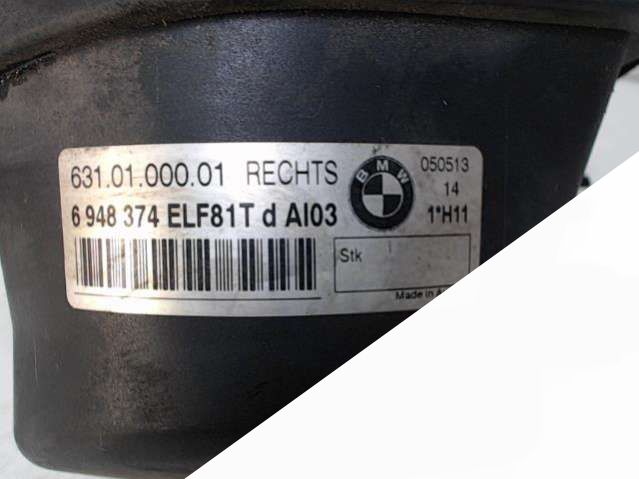 631.01.000.01 RECHTS
BMW
050513
14
6 948 374 ELF81T d AI03
1*H11
Stk
Made in